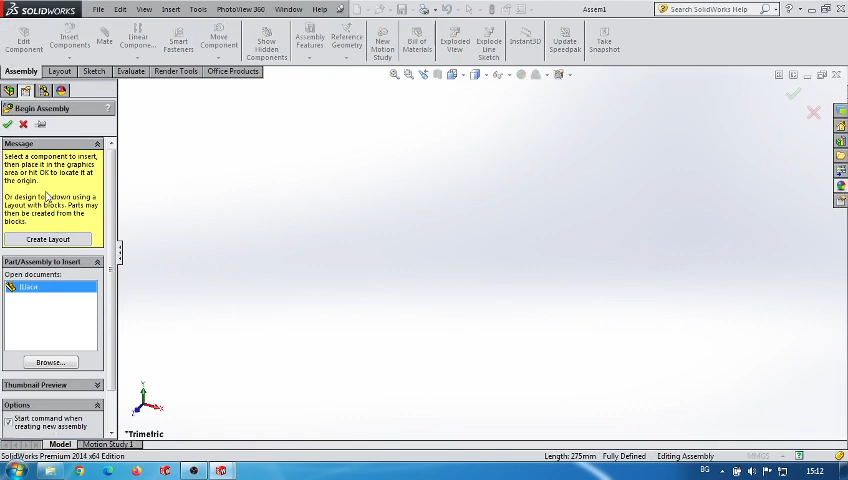 SOLIDWORKS File Edit View Insert Tools PhotoView 360 Window Help Assem1 Search SolidWorks Help
Edit Component
Insert Components
Mate
Linear Compone...
Smart Fasteners
Move Component
Show Hidden Components
Assembly Features
Reference Geometry
New Motion Study
Bill of Materials
Exploded View
Explode Line Sketch
Instant3D
Update Speedpak
Take Snapshot
Assembly Layout Sketch Evaluate Render Tools Office Products
Begin Assembly ?
Message
Select a component to insert,
then place it in the graphics
area or hit OK to locate it at
the origin.
Or design top-down using a
Layout with blocks. Parts may
then be created from the
blocks.
Create Layout
Part/Assembly to Insert
Open documents:
Шаси
Browse...
Thumbnail Preview
Options
Start command when
creating new assembly
Y
X
Z
*Trimetric
Model Motion Study 1
SolidWorks Premium 2014 x64 Edition Length: 275mm Fully Defined Editing Assembly MMGS
BG 15:12